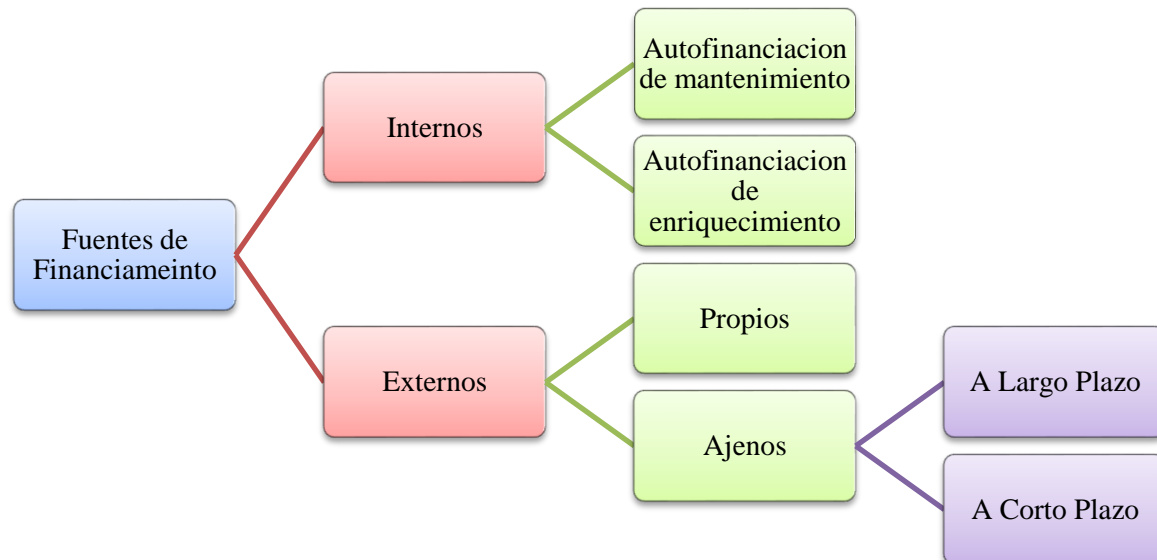 Fuentes de
Financiameinto
Internos
Autofinanciacion
de mantenimiento
Autofinanciacion
de
enriquecimiento
Externos
Propios
Ajenos
A Largo Plazo
A Corto Plazo